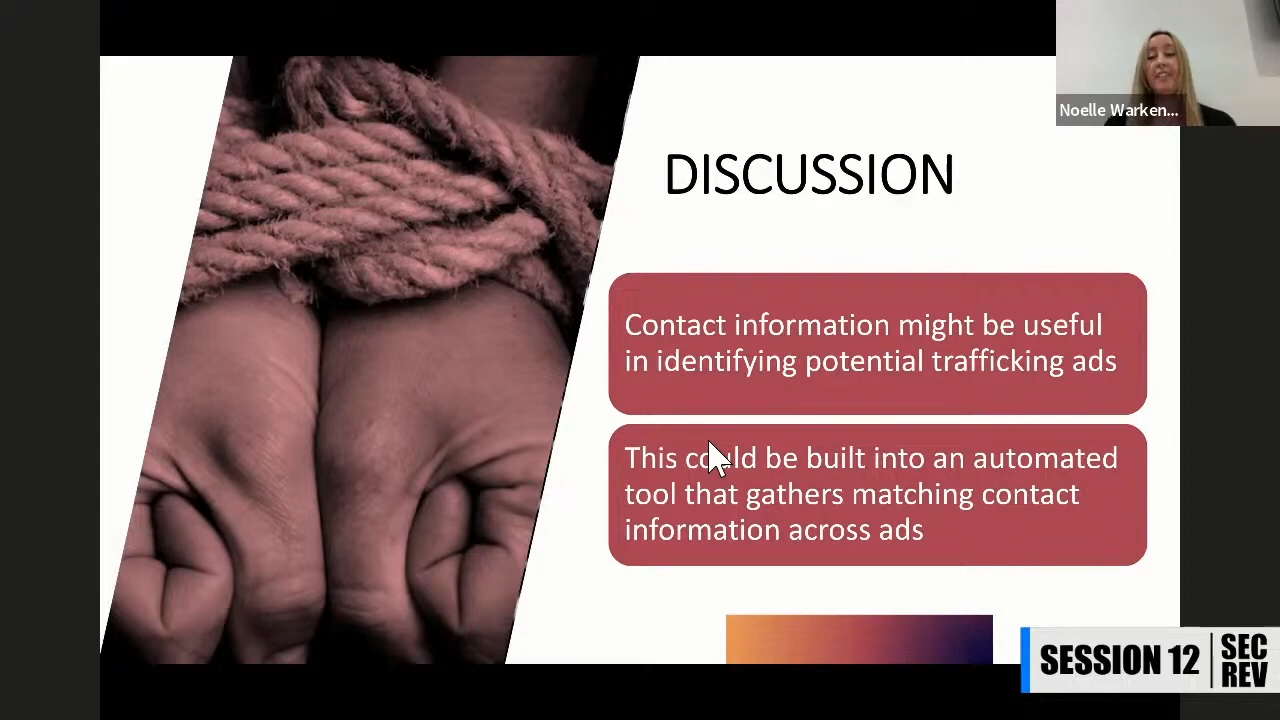 Noelle Warken...
DISCUSSION
Contact information might be useful
in identifying potential trafficking ads
This could be built into an automated
tool that gathers matching contact
information across ads
SESSION 12
SEC
REV